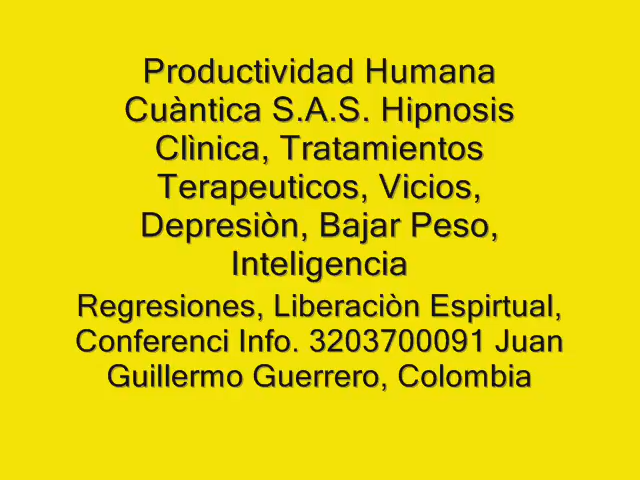 Productividad Humana
Cuàntica S.A.S. Hipnosis
Clìnica, Tratamientos
Terapeuticos, Vicios,
Depresiòn, Bajar Peso,
Inteligencia
Regresiones, Liberaciòn Espirtual,
Conferenci Info. 3203700091 Juan
Guillermo Guerrero, Colombia